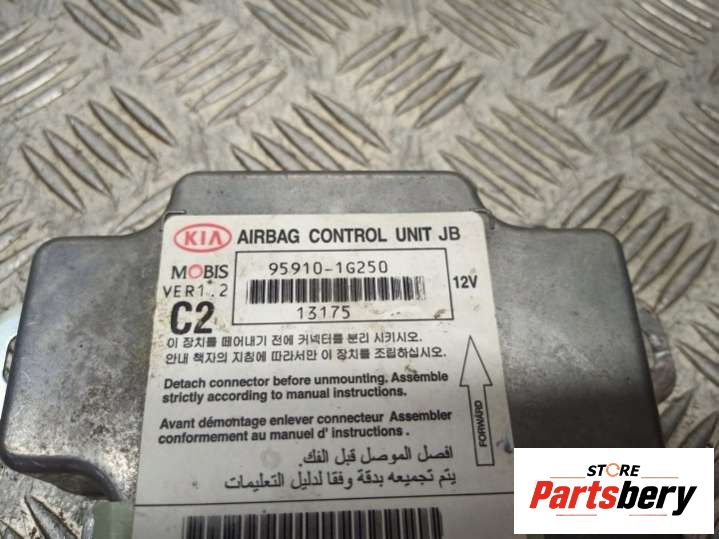 KIA AIRBAG CONTROL UNIT JB
MOBIS 95910-1G250 12V
VER1.2
C2 13175
이 장치를 떼어내기 전에 커넥터를 분리 시키시오.
안내 책자의 지침에 따라서만 이 장치를 조립하십시오.
Detach connector before unmounting. Assemble
strictly according to manual instructions.
Avant démontage enlever connecteur Assembler
conformement au manuel d' instructions.
FORWARD
افصل الموصل قبل الفك.
يتم تجميعه بدقة وفقا لدليل التعليمات
STORE
Partsbery